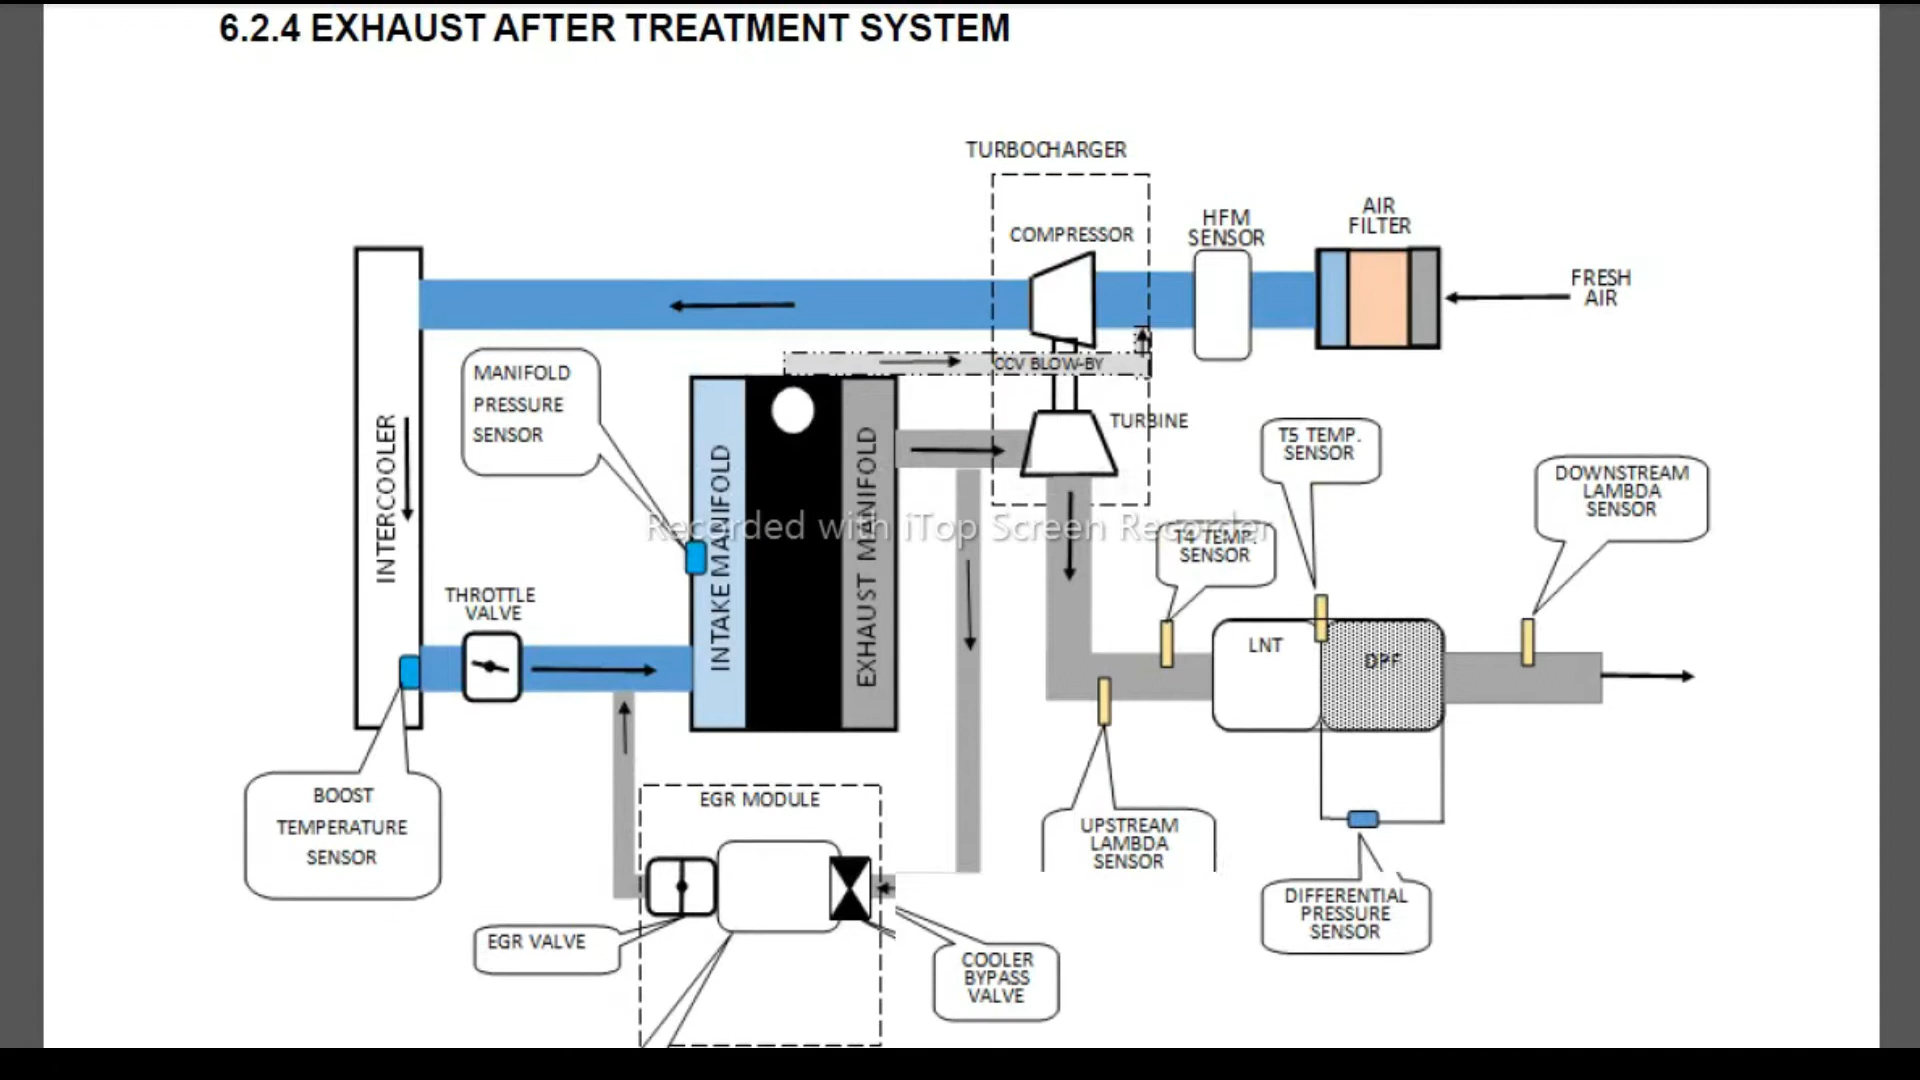 6.2.4 EXHAUST AFTER TREATMENT SYSTEM
TURBOCHARGER
AIR
FILTER
HFM
SENSOR
COMPRESSOR
FRESH
AIR
CCV BLOW-BY
MANIFOLD
PRESSURE
SENSOR
TURBINE
T5 TEMP.
SENSOR
DOWNSTREAM
LAMBDA
SENSOR
INTERCOOLER
INTAKE MANIFOLD
EXHAUST MANIFOLD
Recorded with iTop Screen Recorder
T4 TEMP.
SENSOR
THROTTLE
VALVE
LNT
DPF
BOOST
TEMPERATURE
SENSOR
EGR MODULE
UPSTREAM
LAMBDA
SENSOR
DIFFERENTIAL
PRESSURE
SENSOR
EGR VALVE
COOLER
BYPASS
VALVE